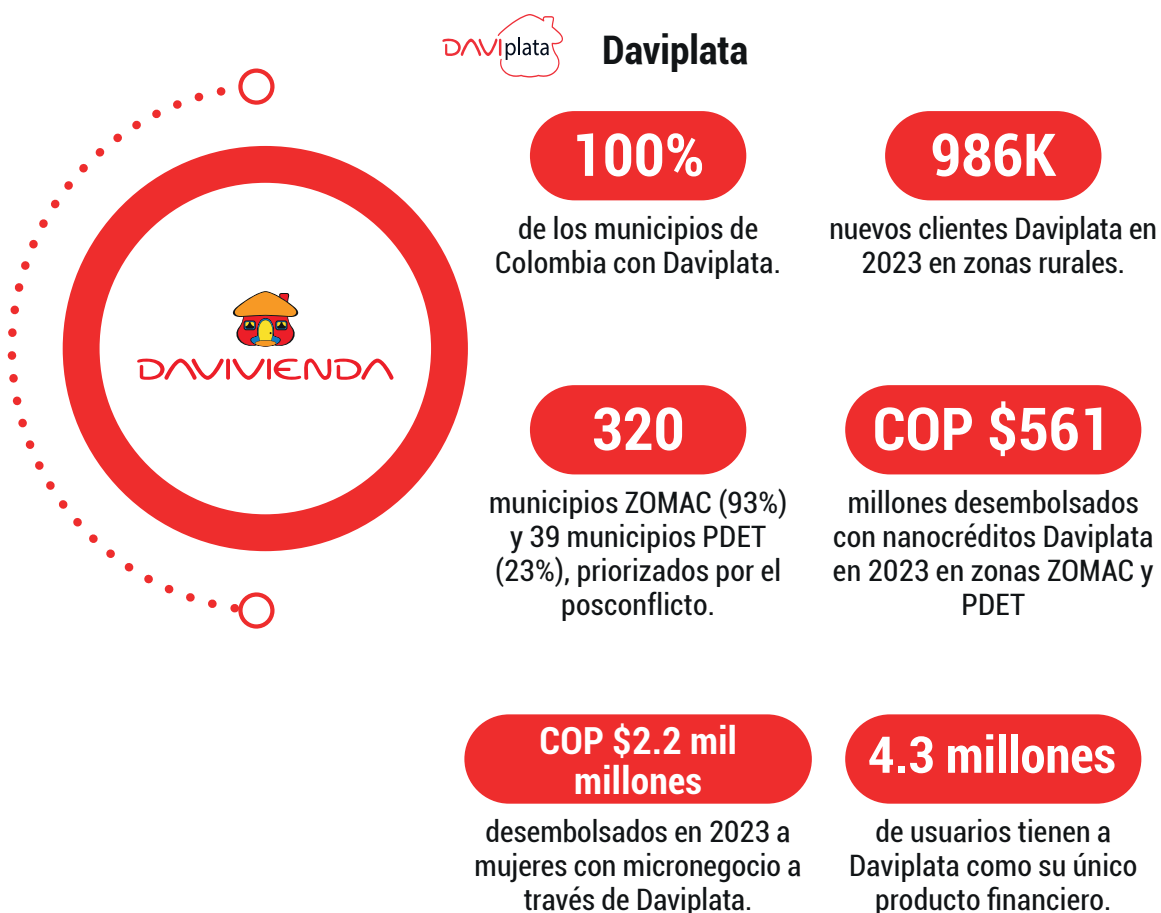 DAVIplata
Daviplata
DAVIVIENDA
100%
de los municipios de
Colombia con Daviplata.
986K
nuevos clientes Daviplata en
2023 en zonas rurales.
320
municipios ZOMAC (93%)
y 39 municipios PDET
(23%), priorizados por el
posconflicto.
COP $561
millones desembolsados
con nanocréditos Daviplata
en 2023 en zonas ZOMAC y
PDET
COP $2.2 mil
millones
desembolsados en 2023 a
mujeres con micronegocio a
través de Daviplata.
4.3 millones
de usuarios tienen a
Daviplata como su único
producto financiero.